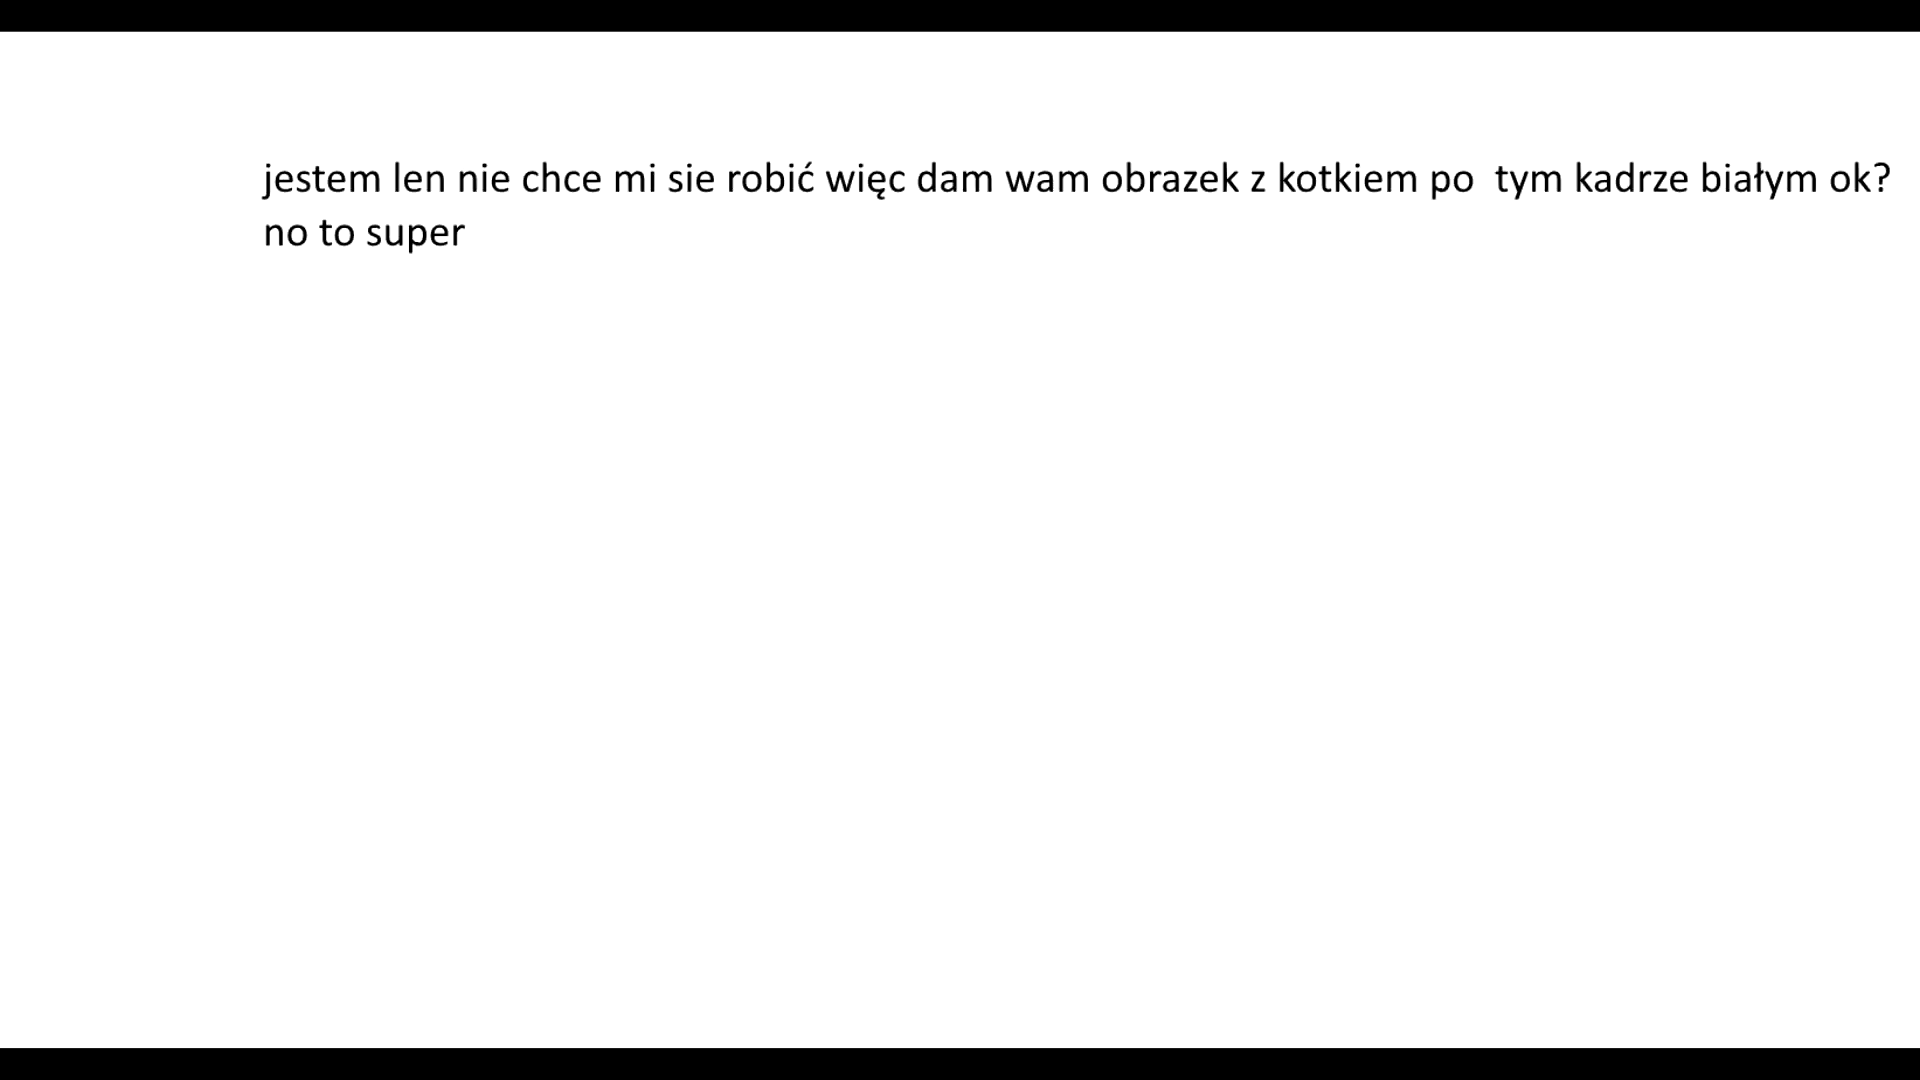 jestem len nie chce mi sie robić więc dam wam obrazek z kotkiem po  tym kadrze białym ok?
no to super